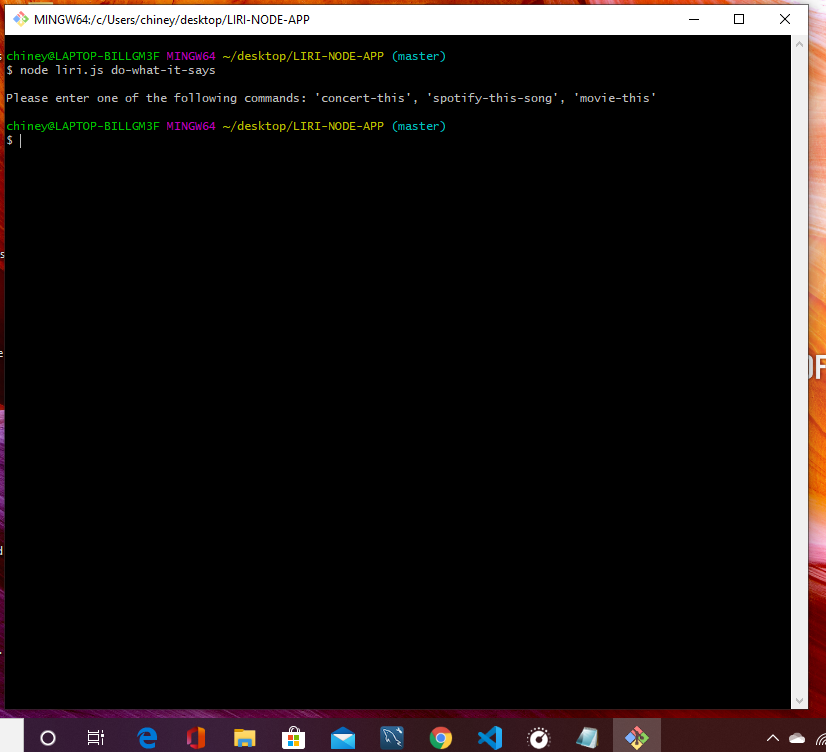 MINGW64:/c/Users/chiney/desktop/LIRI-NODE-APP
chiney@LAPTOP-BILLGM3F MINGW64 ~/desktop/LIRI-NODE-APP (master)
$ node liri.js do-what-it-says
Please enter one of the following commands: 'concert-this', 'spotify-this-song', 'movie-this'
chiney@LAPTOP-BILLGM3F MINGW64 ~/desktop/LIRI-NODE-APP (master)
$